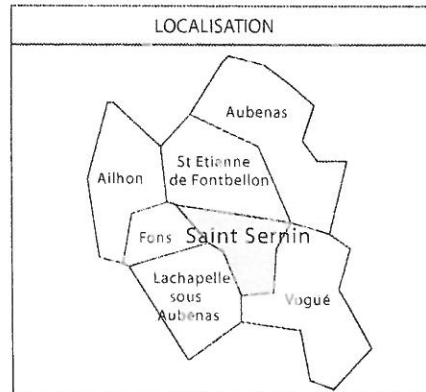 LOCALISATION
Aubenas
St Etienne
de Fontbellon
Ailhon
Fons
Saint Sernin
Lachapelle
sous
Aubenas
Vogué